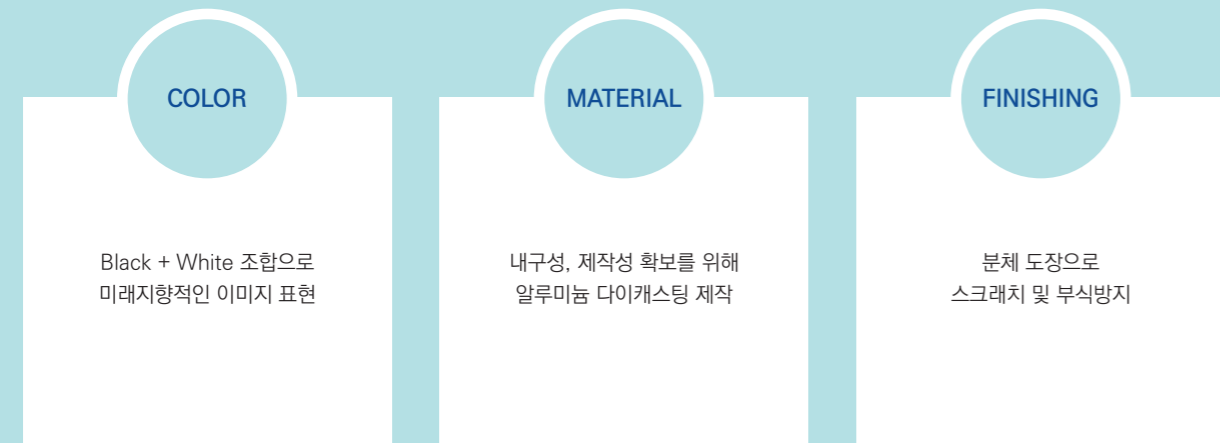 COLOR
Black + White 조합으로
미래지향적인 이미지 표현
MATERIAL
내구성, 제작성 확보를 위해
알루미늄 다이캐스팅 제작
FINISHING
분체 도장으로
스크래치 및 부식방지